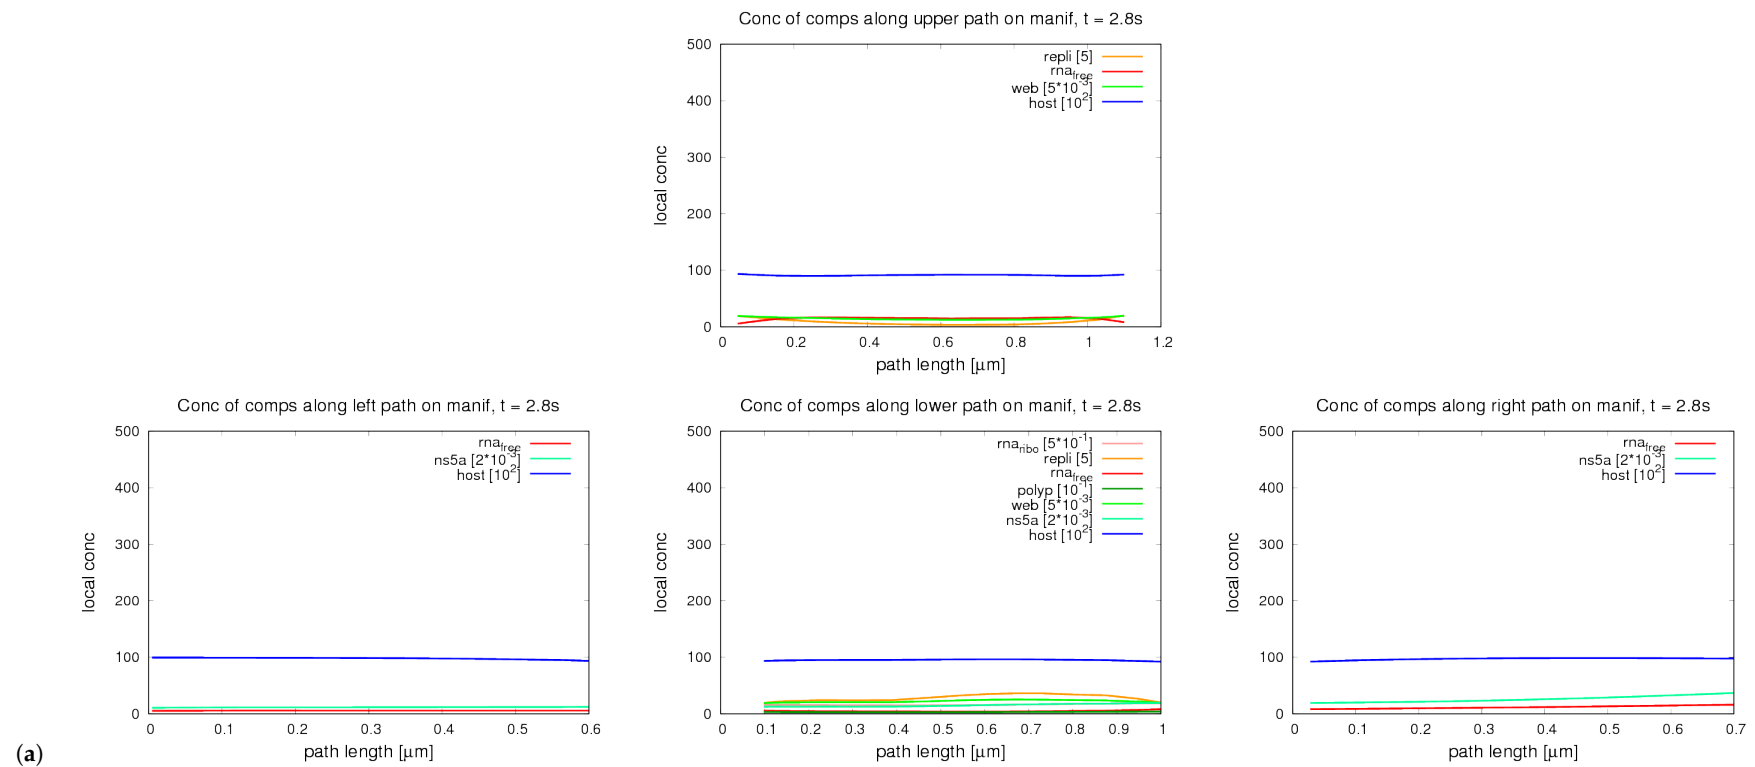 Conc of comps along upper path on manif, t = 2.8s
500
400
300
200
100
0
local conc
repli [5]
rna_free
web [5*10^-3]
host [10^2]
0 0.2 0.4 0.6 0.8 1 1.2
path length [μm]
Conc of comps along left path on manif, t = 2.8s
500
400
300
200
100
0
local conc
rna_free
ns5a [2*10^-3]
host [10^2]
0 0.1 0.2 0.3 0.4 0.5 0.6
path length [μm]
Conc of comps along lower path on manif, t = 2.8s
500
400
300
200
100
0
local conc
rna_ribo [5*10^-1]
repli [5]
rna_free
polyp [10^-1]
web [5*10^-3]
ns5a [2*10^-3]
host [10^2]
0 0.1 0.2 0.3 0.4 0.5 0.6 0.7 0.8 0.9 1
path length [μm]
Conc of comps along right path on manif, t = 2.8s
500
400
300
200
100
0
local conc
rna_free
ns5a [2*10^-3]
host [10^2]
0 0.1 0.2 0.3 0.4 0.5 0.6 0.7
path length [μm]
(a)